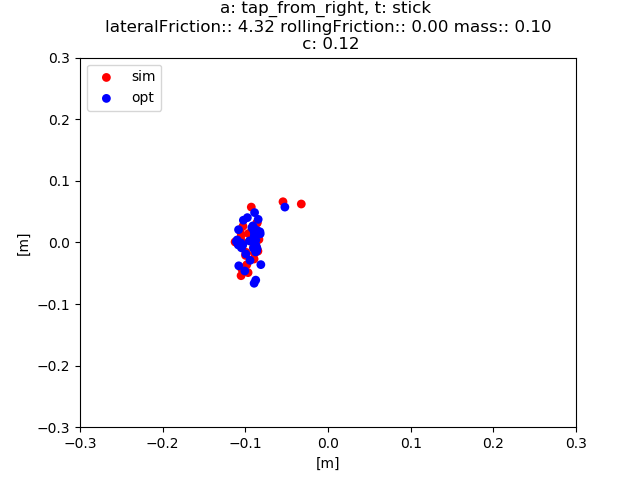 a: tap_from_right, t: stick
lateralFriction:: 4.32 rollingFriction:: 0.00 mass:: 0.10
c: 0.12
sim
opt
0.3
0.2
0.1
0.0
−0.1
−0.2
−0.3
[m]
−0.3 −0.2 −0.1 0.0 0.1 0.2 0.3
[m]